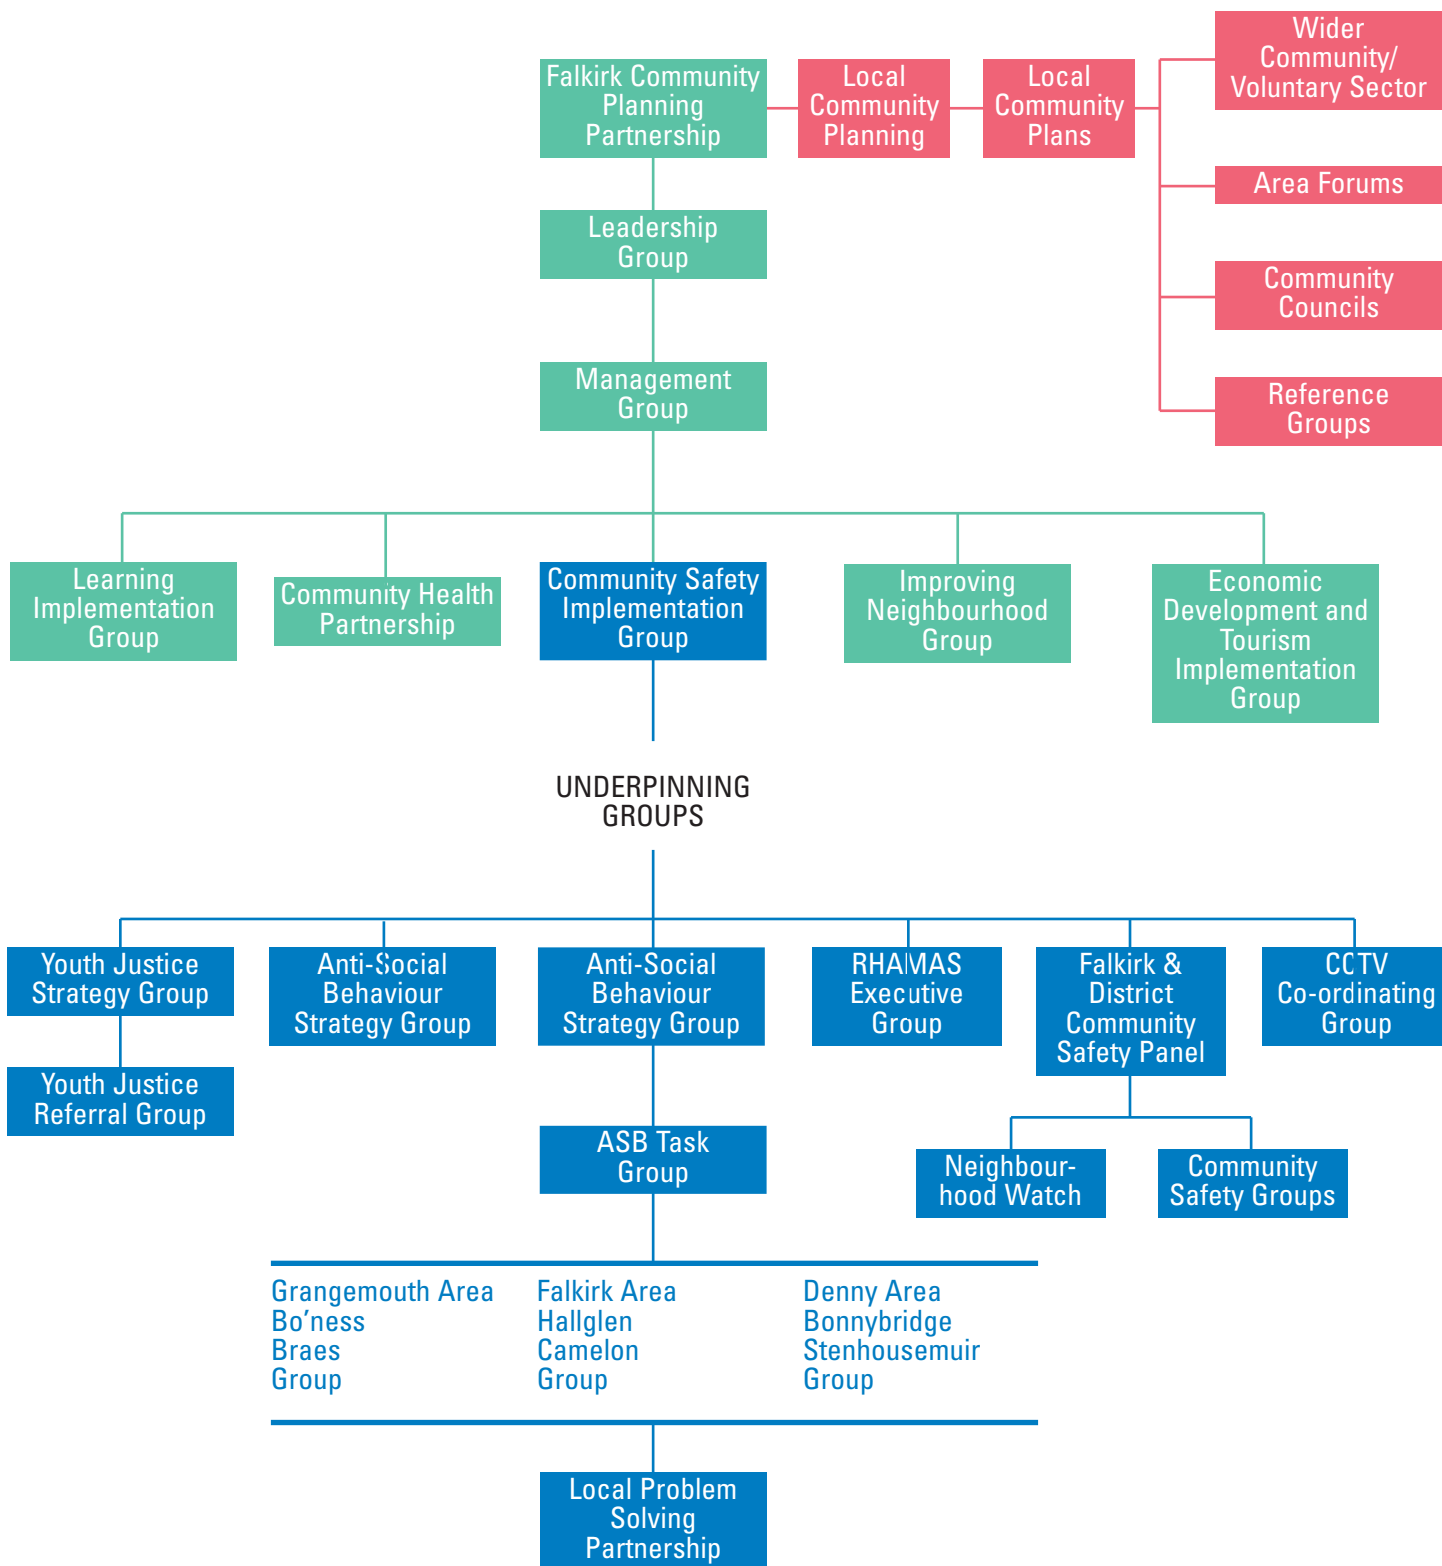 Wider
Community/
Voluntary Sector
Falkirk Community
Planning
Partnership
Local
Community
Planning
Local
Community
Plans
Area Forums
Leadership
Group
Community
Councils
Management
Group
Reference
Groups
Learning
Implementation
Group
Community Health
Partnership
Community Safety
Implementation
Group
Improving
Neighbourhood
Group
Economic
Development and
Tourism
Implementation
Group
UNDERPINNING
GROUPS
Youth Justice
Strategy Group
Anti-Social
Behaviour
Strategy Group
Anti-Social
Behaviour
Strategy Group
RHAMAS
Executive
Group
Falkirk &
District
Community
Safety Panel
CCTV
Co-ordinating
Group
Youth Justice
Referral Group
ASB Task
Group
Neighbour-
hood Watch
Community
Safety Groups
Grangemouth Area
Bo’ness
Braes
Group
Falkirk Area
Hallglen
Camelon
Group
Denny Area
Bonnybridge
Stenhousemuir
Group
Local Problem
Solving
Partnership